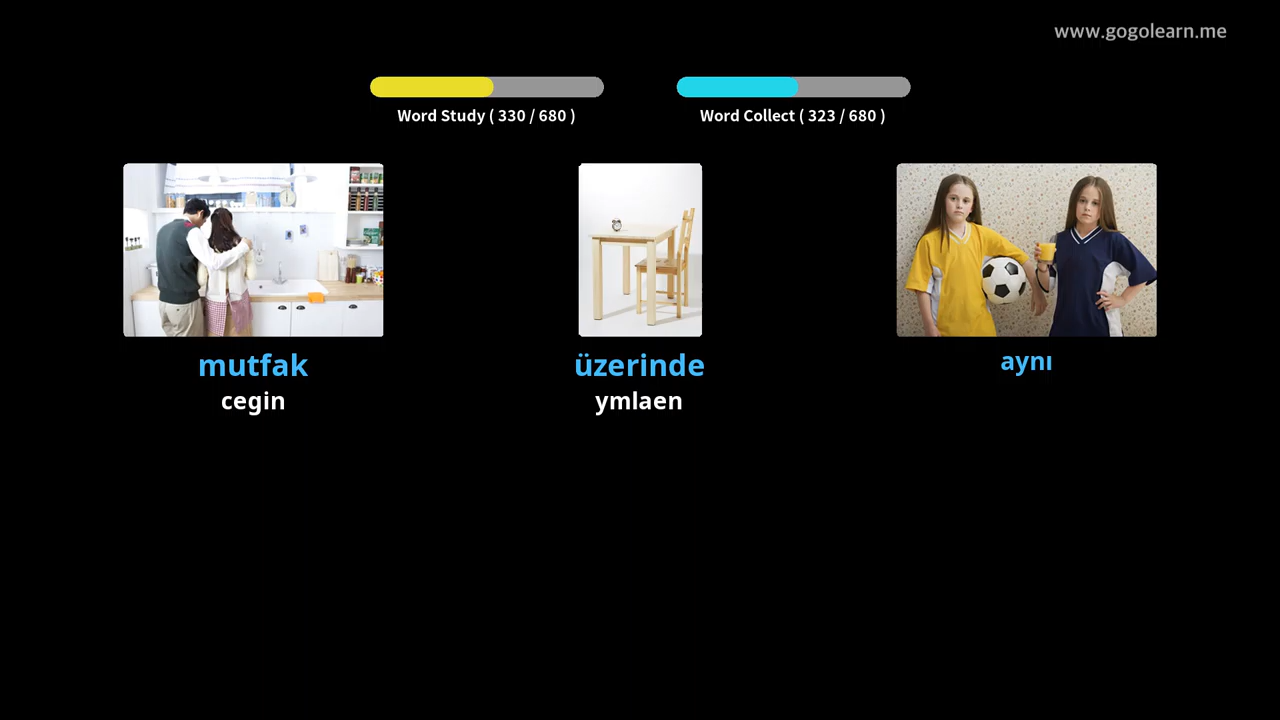 www.gogolearn.me
Word Study ( 330 / 680 )
Word Collect ( 323 / 680 )
mutfak
cegin
üzerinde
ymlaen
aynı